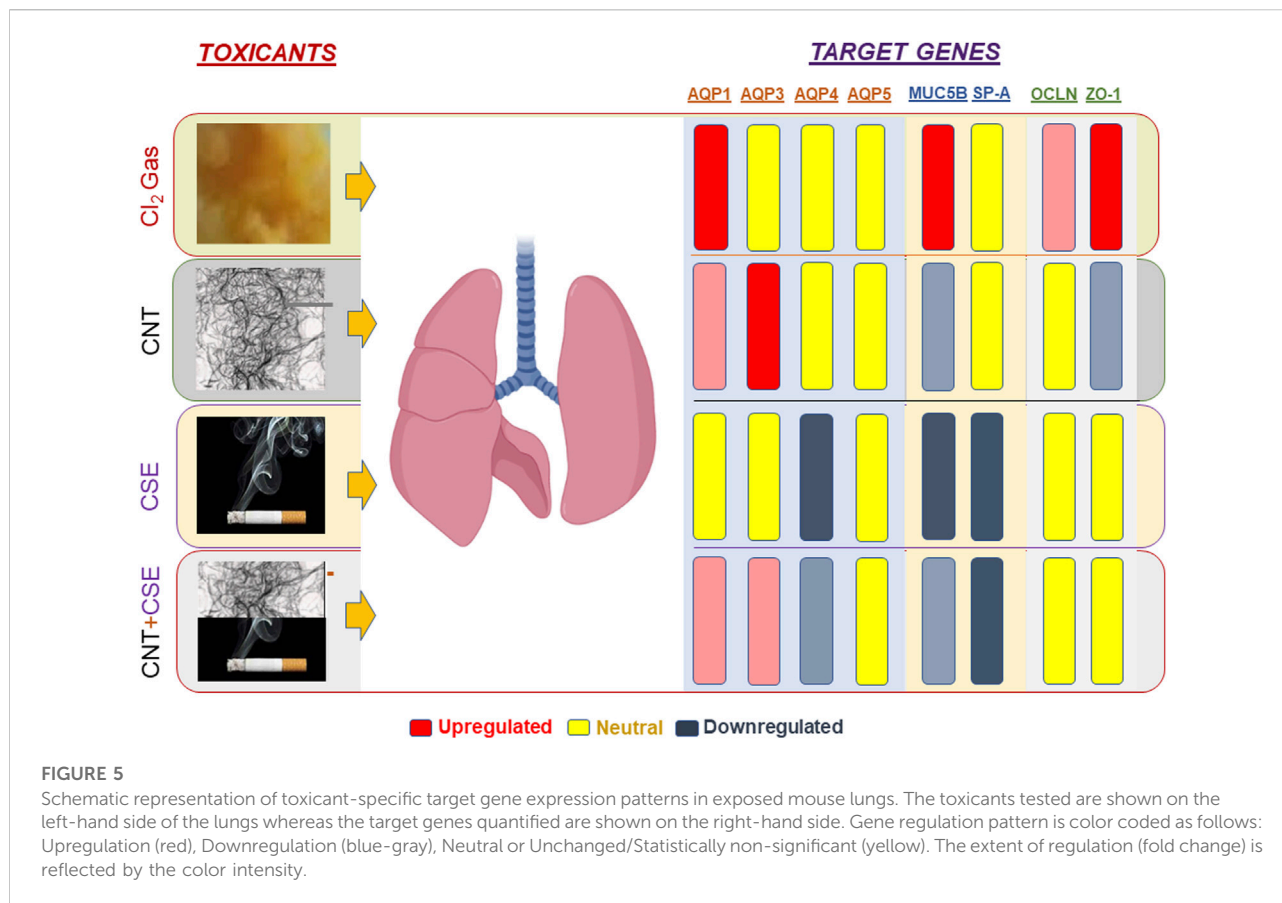 TOXICANTS
TARGET GENES
AQP1 AQP3 AQP4 AQP5 MUC5B SP-A OCLN ZO-1
Cl₂ Gas
CNT
CSE
CNT+CSE
Upregulated Neutral Downregulated
FIGURE 5
Schematic representation of toxicant-specific target gene expression patterns in exposed mouse lungs. The toxicants tested are shown on the
left-hand side of the lungs whereas the target genes quantified are shown on the right-hand side. Gene regulation pattern is color coded as follows:
Upregulation (red), Downregulation (blue-gray), Neutral or Unchanged/Statistically non-significant (yellow). The extent of regulation (fold change) is
reflected by the color intensity.